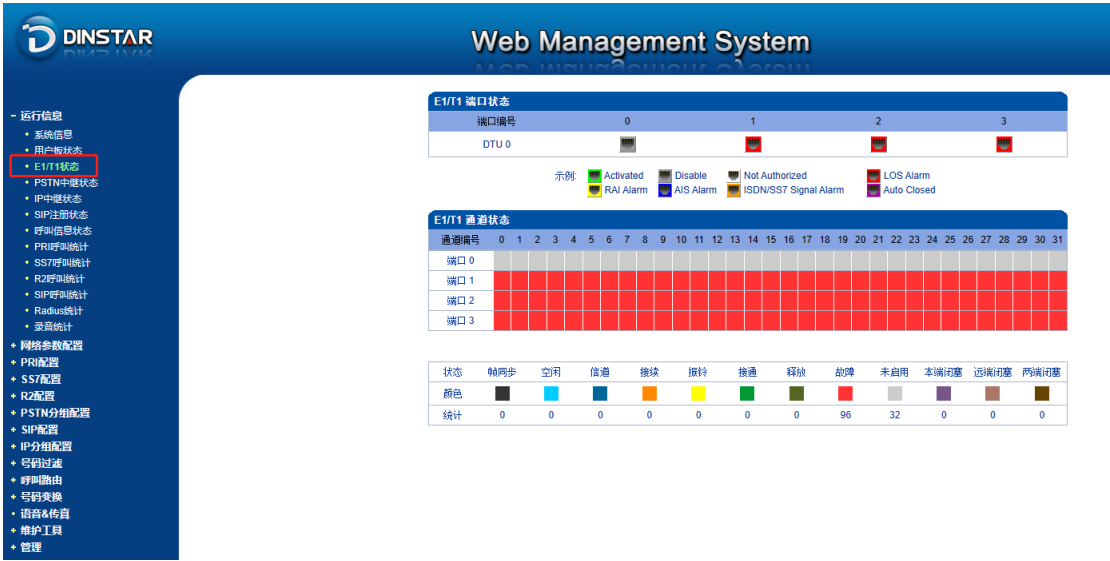 DINSTAR
Web Management System
- 运行信息
• 系统信息
• 用户板状态
• E1/T1状态
• PSTN中继状态
• IP中继状态
• SIP注册状态
• 呼叫信息状态
• PRI呼叫统计
• SS7呼叫统计
• R2呼叫统计
• SIP呼叫统计
• Radius统计
• 录音统计
+ 网络参数配置
+ PRI配置
+ SS7配置
+ R2配置
+ PSTN分组配置
+ SIP配置
+ IP分组配置
+ 号码过滤
+ 呼叫路由
+ 号码变换
• 语音&传真
+ 维护工具
+ 管理
E1/T1 端口状态
端口编号 0 1 2 3
DTU 0
示例: Activated Disable Not Authorized LOS Alarm
RAI Alarm AIS Alarm ISDN/SS7 Signal Alarm Auto Closed
E1/T1 通道状态
通道编号 0 1 2 3 4 5 6 7 8 9 10 11 12 13 14 15 16 17 18 19 20 21 22 23 24 25 26 27 28 29 30 31
端口 0
端口 1
端口 2
端口 3
状态 帧同步 空闲 信道 接续 振铃 接通 释放 故障 未启用 本端闭塞 远端闭塞 两端闭塞
颜色
统计 0 0 0 0 0 0 0 96 32 0 0 0